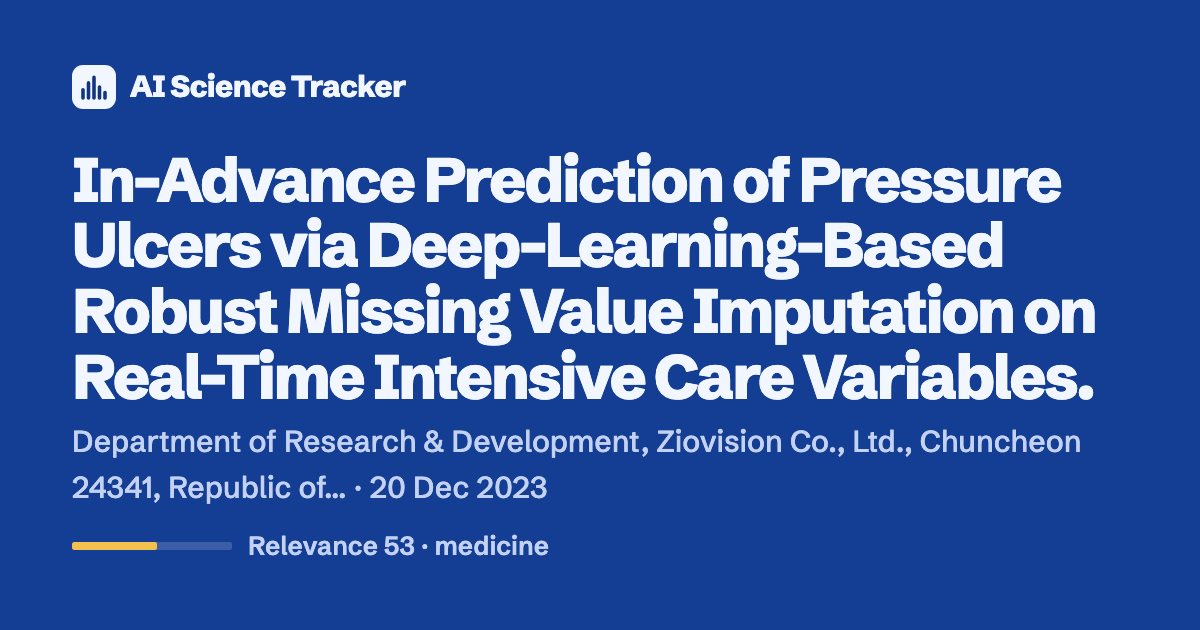 AI Science Tracker
In-Advance Prediction of Pressure
Ulcers via Deep-Learning-Based
Robust Missing Value Imputation on
Real-Time Intensive Care Variables.
Department of Research & Development, Ziovision Co., Ltd., Chuncheon
24341, Republic of... · 20 Dec 2023
Relevance 53 · medicine